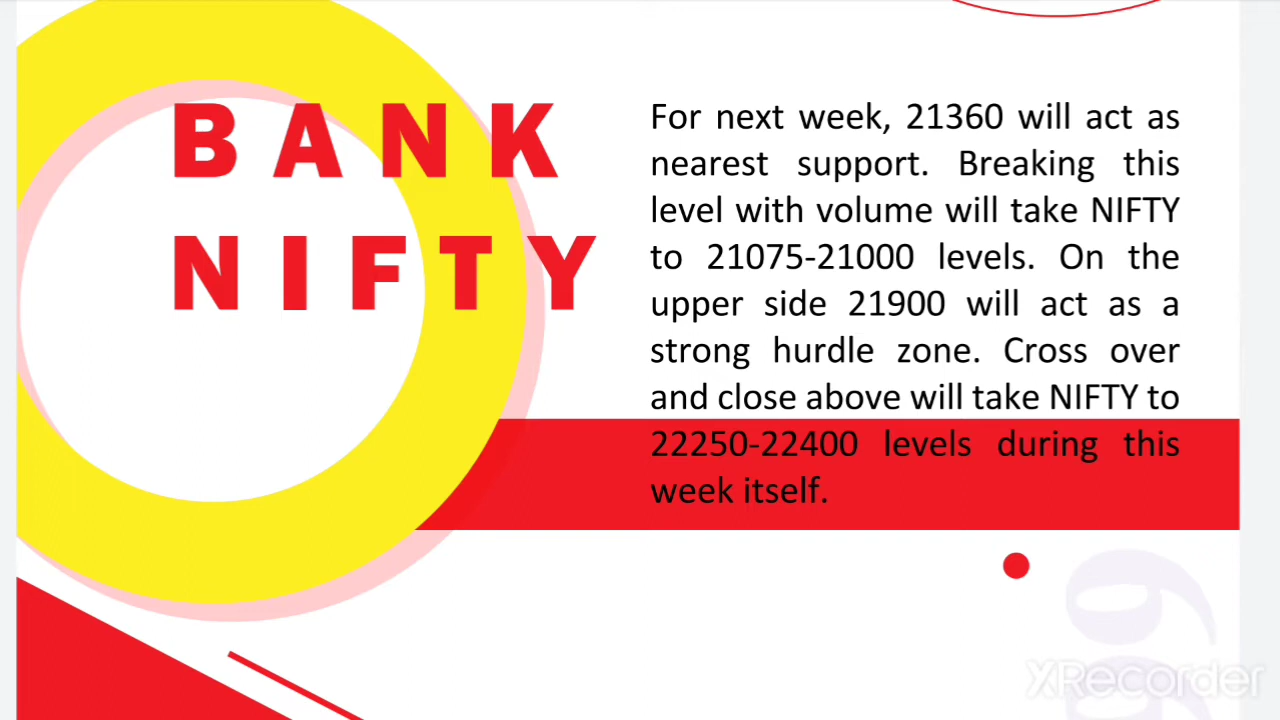 BANK
NIFTY
For next week, 21360 will act as
nearest support. Breaking this
level with volume will take NIFTY
to 21075-21000 levels. On the
upper side 21900 will act as a
strong hurdle zone. Cross over
and close above will take NIFTY to
22250-22400 levels during this
week itself.
XRecorder